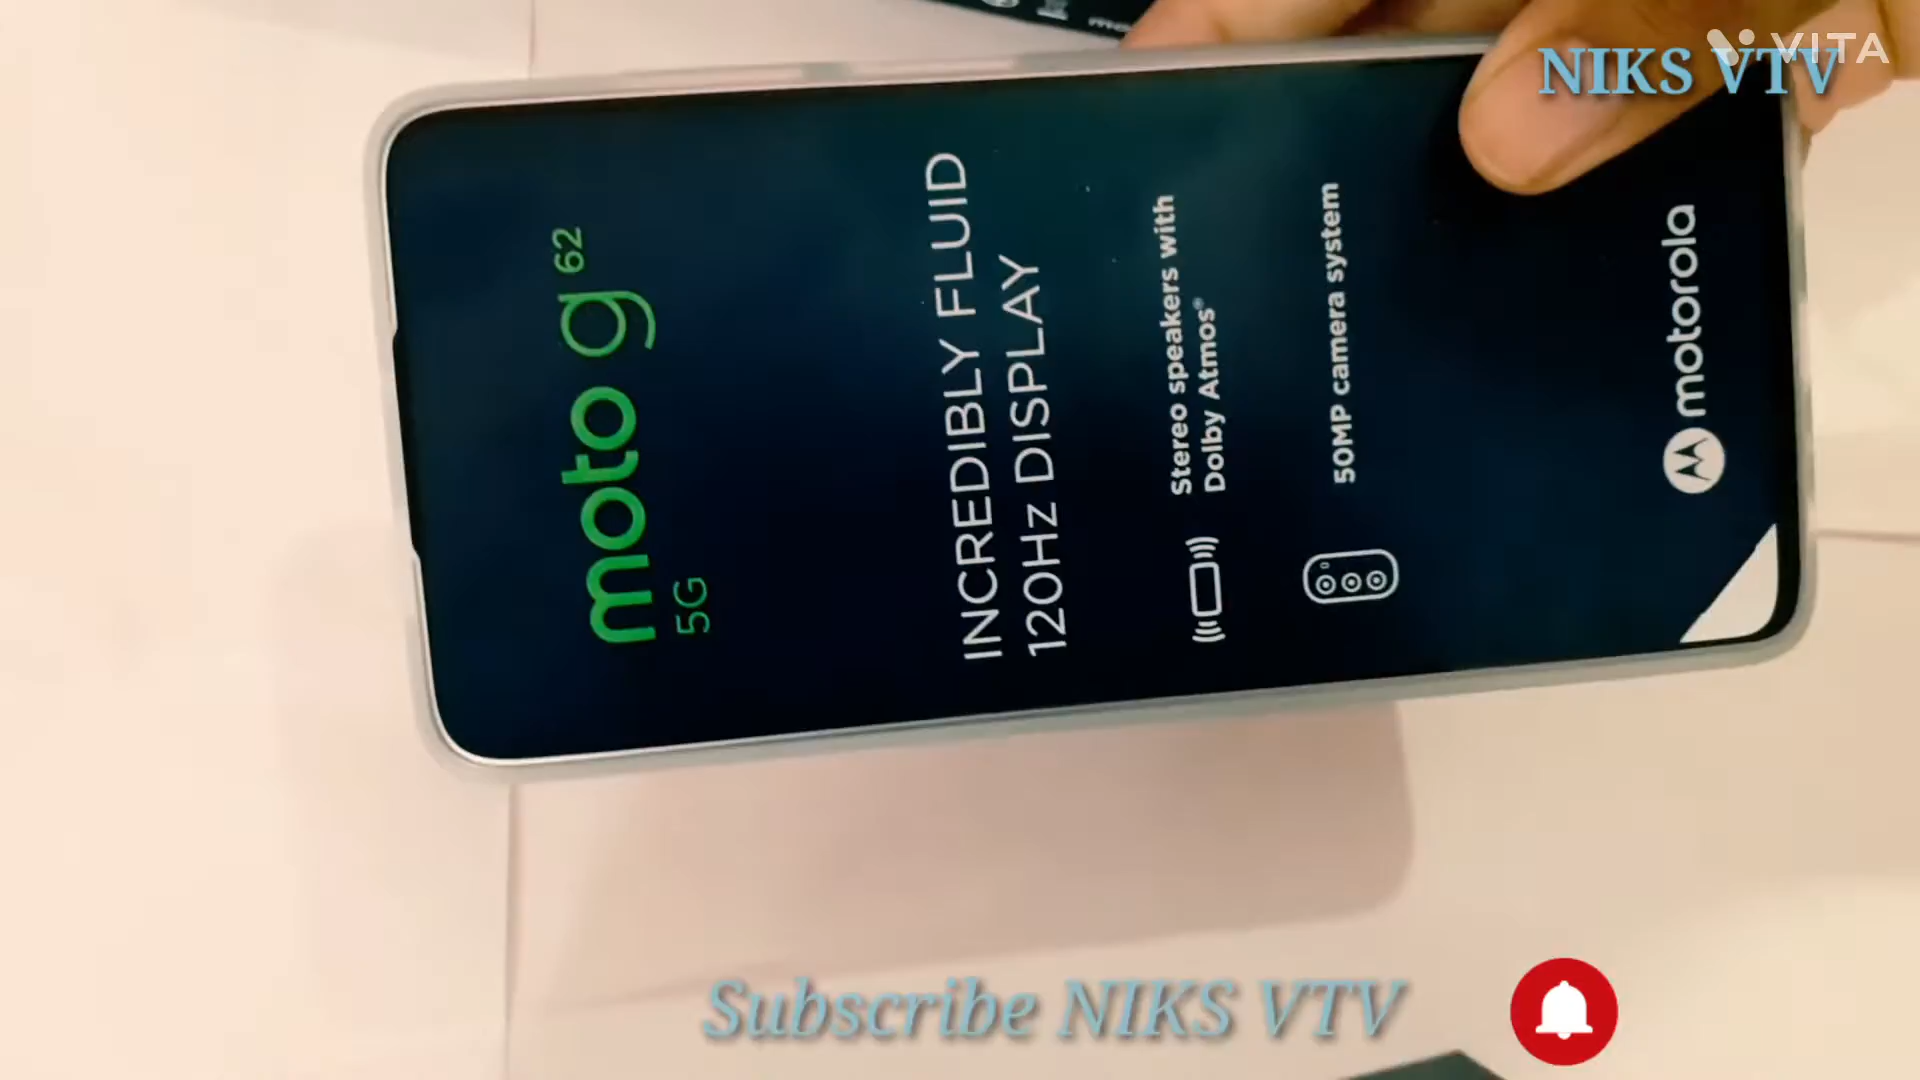 NIKS VTV
VITA
moto g 62
5G
INCREDIBLY FLUID
120Hz DISPLAY
Stereo speakers with
Dolby Atmos®
50MP camera system
motorola
Subscribe NIKS VTV